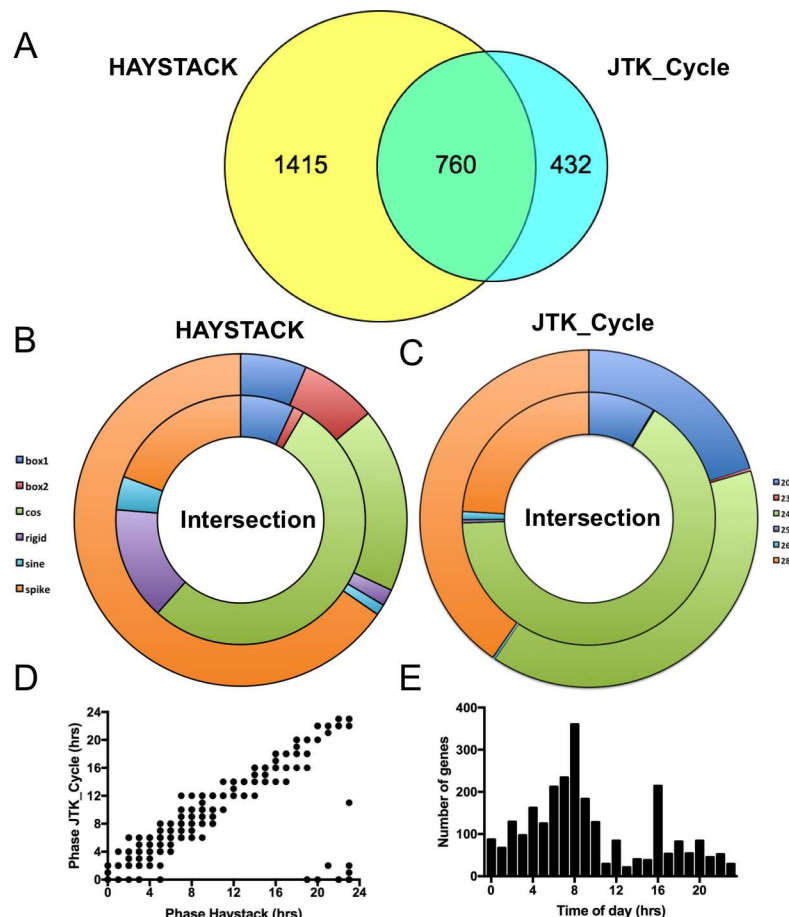 A
HAYSTACK
JTK_Cycle
1415
760
432
B
HAYSTACK
C
JTK_Cycle
box1
box2
cos
rigid
sine
spike
Intersection
Intersection
20
23
24
25
26
28
D
Phase JTK_Cycle (hrs)
24
20
16
12
8
4
0
0 4 8 12 16 20 24
Phase Haystack (hrs)
E
Number of genes
400
300
200
100
0
0 4 8 12 16 20
Time of day (hrs)